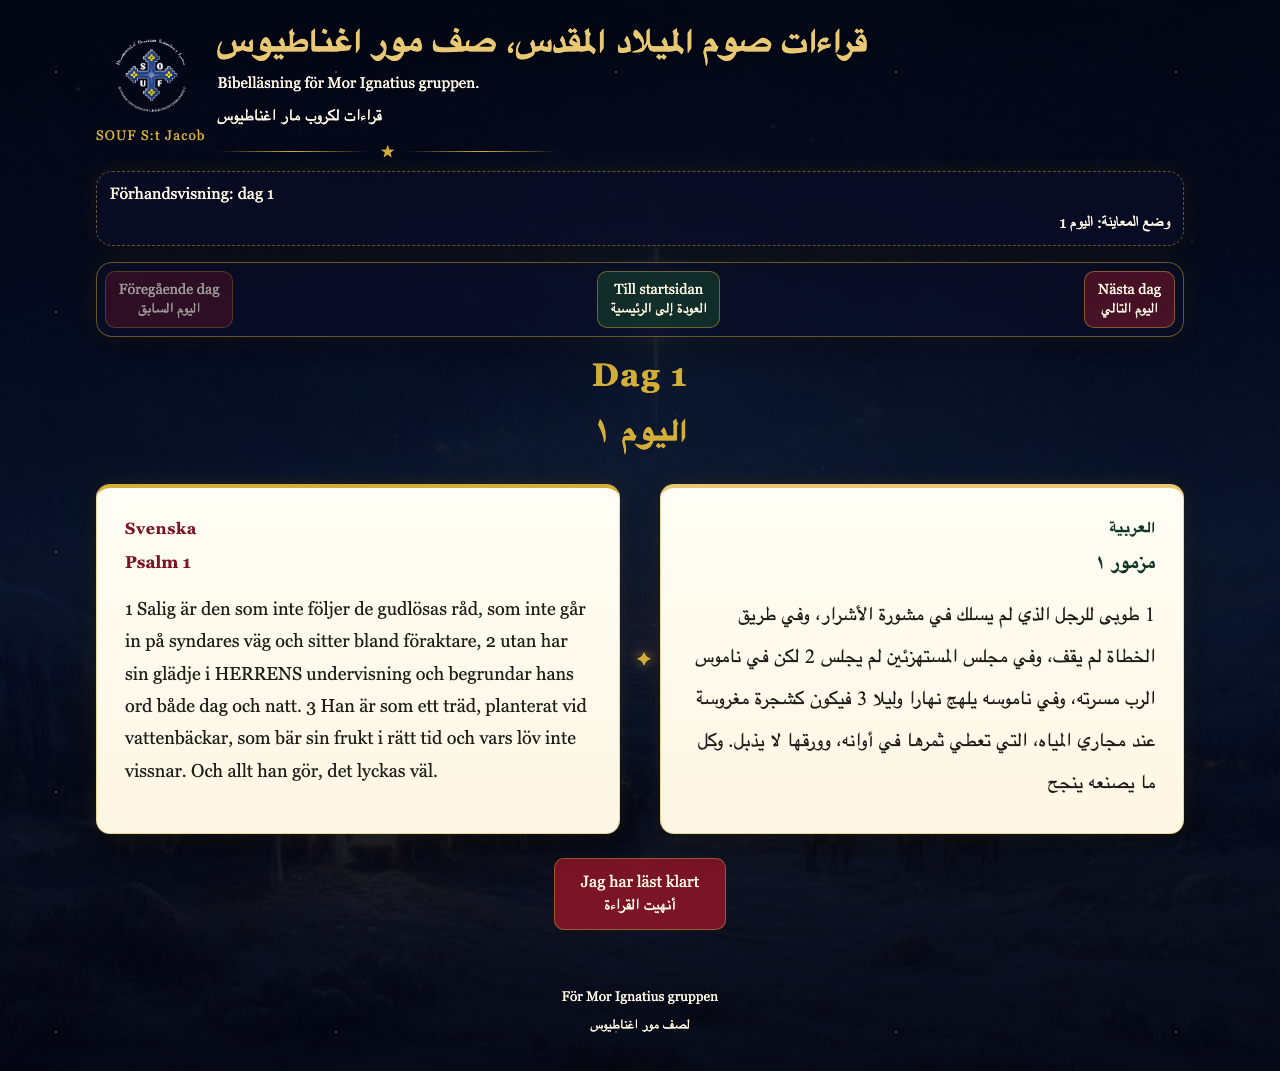 قراءات صوم الميلاد المقدس، صف مور اغناطيوس
Bibelläsning för Mor Ignatius gruppen.
قراءات لكروب مار اغناطيوس
S O
U F
SOUF S:t Jacob
Förhandsvisning: dag 1
وضع المعاينة: اليوم 1
Föregående dag
اليوم السابق
Till startsidan
العودة إلى الرئيسية
Nästa dag
اليوم التالي
Dag 1
اليوم ١
Svenska
Psalm 1
1 Salig är den som inte följer de gudlösas råd, som inte går
in på syndares väg och sitter bland föraktare, 2 utan har
sin glädje i HERRENS undervisning och begrundar hans
ord både dag och natt. 3 Han är som ett träd, planterat vid
vattenbäckar, som bär sin frukt i rätt tid och vars löv inte
vissnar. Och allt han gör, det lyckas väl.
العربية
مزمور ١
1 طوبى للرجل الذي لم يسلك في مشورة الأشرار، وفي طريق
الخطاة لم يقف، وفي مجلس المستهزئين لم يجلس 2 لكن في ناموس
الرب مسرته، وفي ناموسه يلهج نهارا وليلا 3 فيكون كشجرة مغروسة
عند مجاري المياه، التي تعطي ثمرها في أوانه، وورقها لا يذبل. وكل
ما يصنعه ينجح
Jag har läst klart
أنهيت القراءة
För Mor Ignatius gruppen
لصف مور اغناطيوس